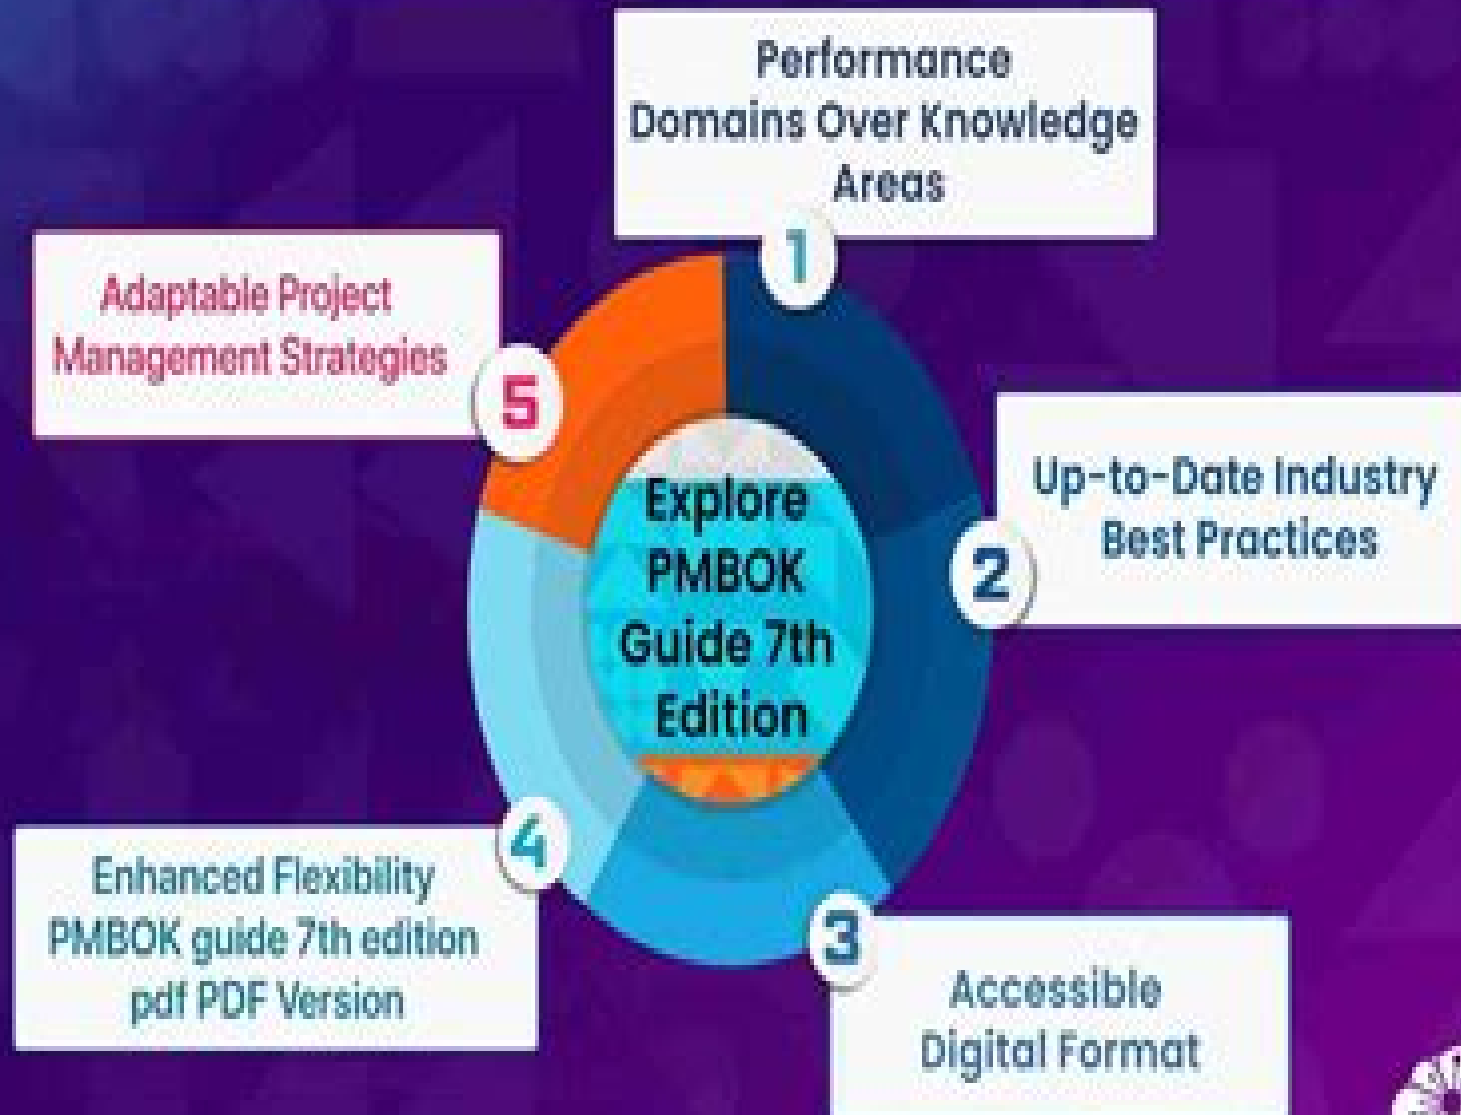 Performance
Domains Over Knowledge
Areas
1
Adaptable Project
Management Strategies
5
Up-to-Date Industry
Best Practices
2
Explore
PMBOK
Guide 7th
Edition
4
Enhanced Flexibility
PMBOK guide 7th edition
pdf PDF Version
3
Accessible
Digital Format